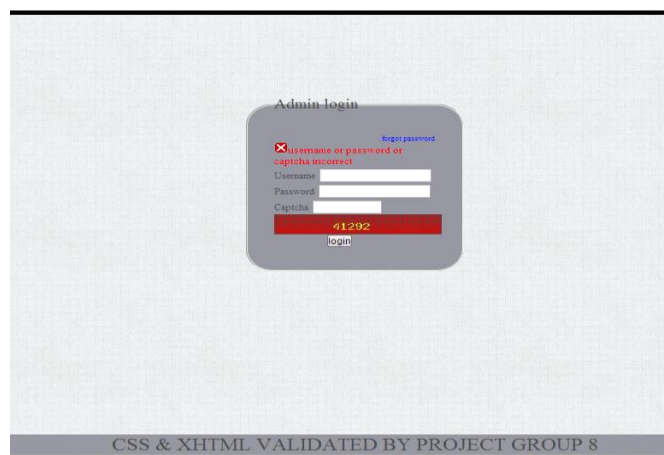 Admin login
forgot password
username or password or
captcha incorrect
Username
Password
Captcha
41292
login
CSS & XHTML VALIDATED BY PROJECT GROUP 8